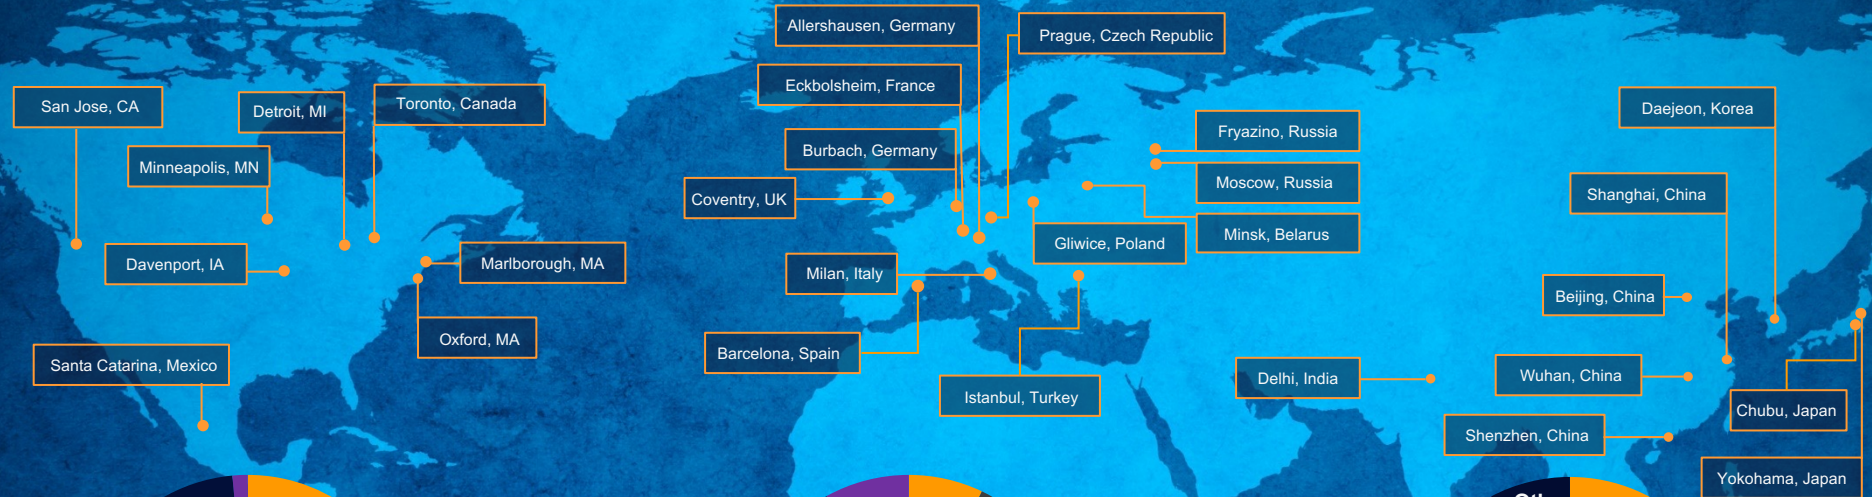 Allershausen, Germany
Prague, Czech Republic
Eckbolsheim, France
San Jose, CA
Detroit, MI
Toronto, Canada
Daejeon, Korea
Fryazino, Russia
Burbach, Germany
Minneapolis, MN
Moscow, Russia
Shanghai, China
Coventry, UK
Minsk, Belarus
Gliwice, Poland
Davenport, IA
Marlborough, MA
Milan, Italy
Beijing, China
Oxford, MA
Barcelona, Spain
Santa Catarina, Mexico
Delhi, India
Wuhan, China
Istanbul, Turkey
Chubu, Japan
Shenzhen, China
Yokohama, Japan